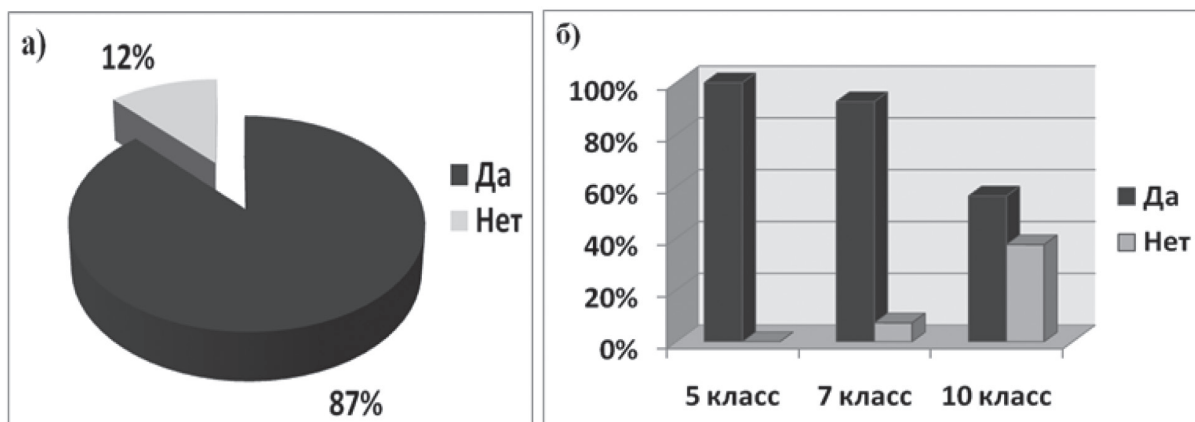 а)
12%
Да
Нет
87%
б)
100%
80%
60%
40%
20%
0%
5 класс 7 класс 10 класс
Да
Нет